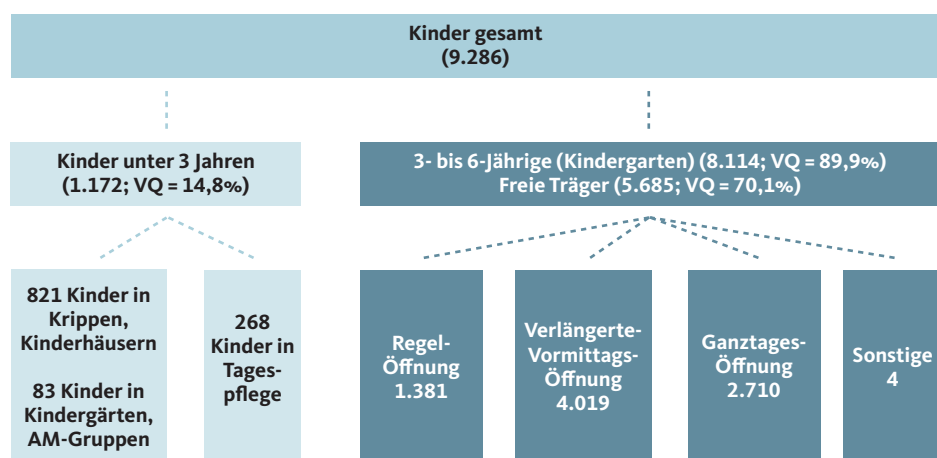 Kinder gesamt
(9.286)
Kinder unter 3 Jahren
(1.172; VQ = 14,8%)
3- bis 6-Jährige (Kindergarten) (8.114; VQ = 89,9%)
Freie Träger (5.685; VQ = 70,1%)
821 Kinder in
Krippen,
Kinderhäusern
83 Kinder in
Kindergärten,
AM-Gruppen
268
Kinder in
Tages-
pflege
Regel-
Öffnung
1.381
Verlängerte-
Vormittags-
Öffnung
4.019
Ganztages-
Öffnung
2.710
Sonstige
4